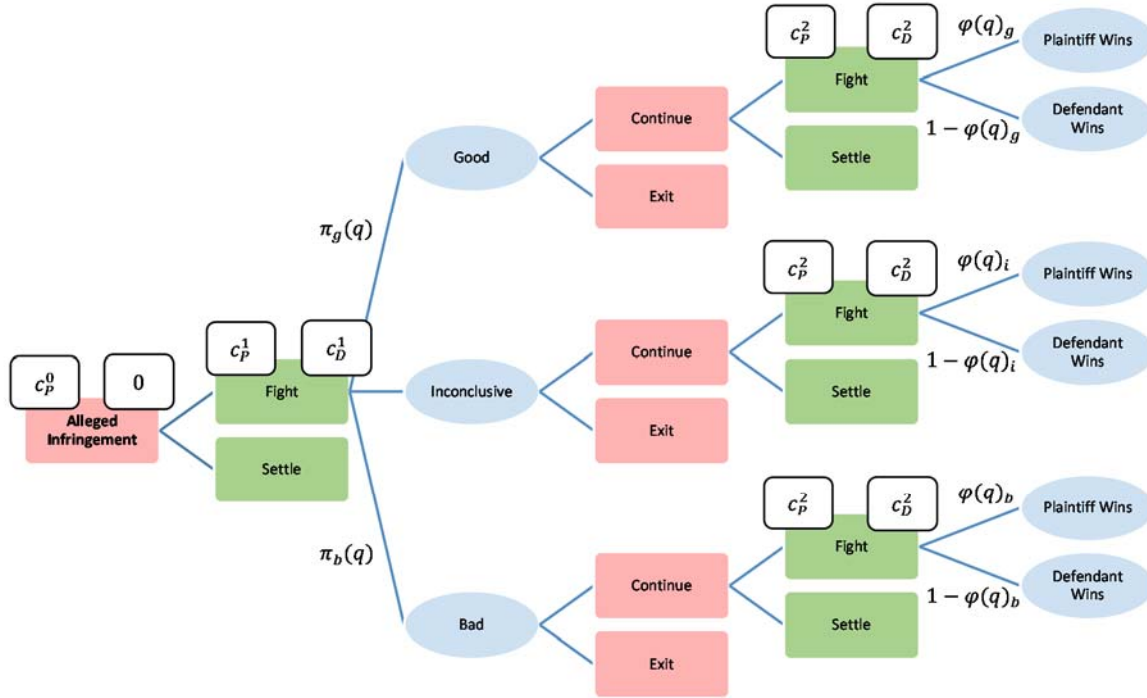 c_P^2
c_D^2
φ(q)_g
Plaintiff Wins
Fight
Continue
1 − φ(q)_g
Defendant
Wins
Good
Settle
Exit
π_g(q)
c_P^2
c_D^2
φ(q)_i
Plaintiff Wins
Fight
Continue
1 − φ(q)_i
Defendant
Wins
c_P^1
c_D^1
c_P^0
0
Fight
Inconclusive
Settle
Alleged
Infringement
Exit
Settle
c_P^2
c_D^2
φ(q)_b
Plaintiff Wins
Fight
π_b(q)
Continue
1 − φ(q)_b
Defendant
Wins
Bad
Settle
Exit